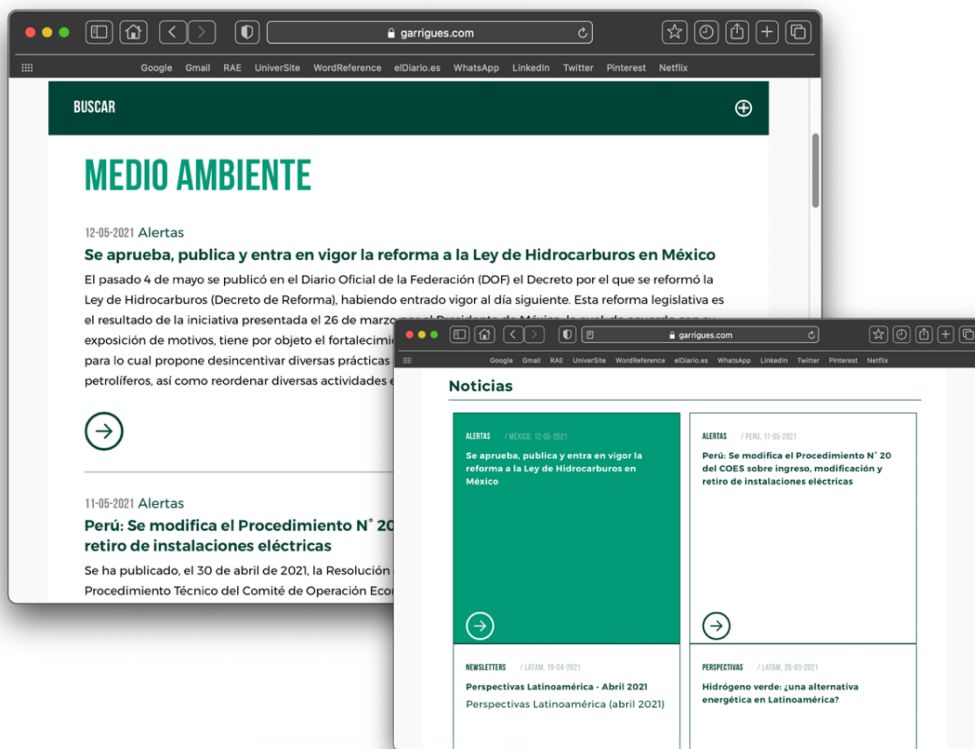 garrigues.com
Google Gmail RAE UniverSite WordReference elDiario.es WhatsApp LinkedIn Twitter Pinterest Netflix
BUSCAR
MEDIO AMBIENTE
12-05-2021 Alertas
Se aprueba, publica y entra en vigor la reforma a la Ley de Hidrocarburos en México
El pasado 4 de mayo se publicó en el Diario Oficial de la Federación (DOF) el Decreto por el que se reformó la
Ley de Hidrocarburos (Decreto de Reforma), habiendo entrado vigor al día siguiente. Esta reforma legislativa es
el resultado de la iniciativa presentada el 26 de marzo
exposición de motivos, tiene por objeto el
para lo cual propone desincentivar diversas prácticas
petrolíferos, así como reordenar diversas actividades
11-05-2021 Alertas
Perú: Se modifica el Procedimiento N° 20
retiro de instalaciones eléctricas
Se ha publicado, el 30 de abril de 2021, la Resolución
Procedimiento Técnico del Comité de Operación
garrigues.com
Google Gmail RAE UniverSite WordReference elDiario.es WhatsApp LinkedIn Twitter Pinterest Netflix
Noticias
ALERTAS / MÉXICO, 12-05-2021
Se aprueba, publica y entra en vigor la
reforma a la Ley de Hidrocarburos en
México
ALERTAS / PERÚ, 11-05-2021
Perú: Se modifica el Procedimiento N° 20
del COES sobre ingreso, modificación y
retiro de instalaciones eléctricas
NEWSLETTERS / LATAM, 19-04-2021
Perspectivas Latinoamérica - Abril 2021
Perspectivas Latinoamérica (abril 2021)
PERSPECTIVAS / LATAM, 26-03-2021
Hidrógeno verde: ¿una alternativa
energética en Latinoamérica?